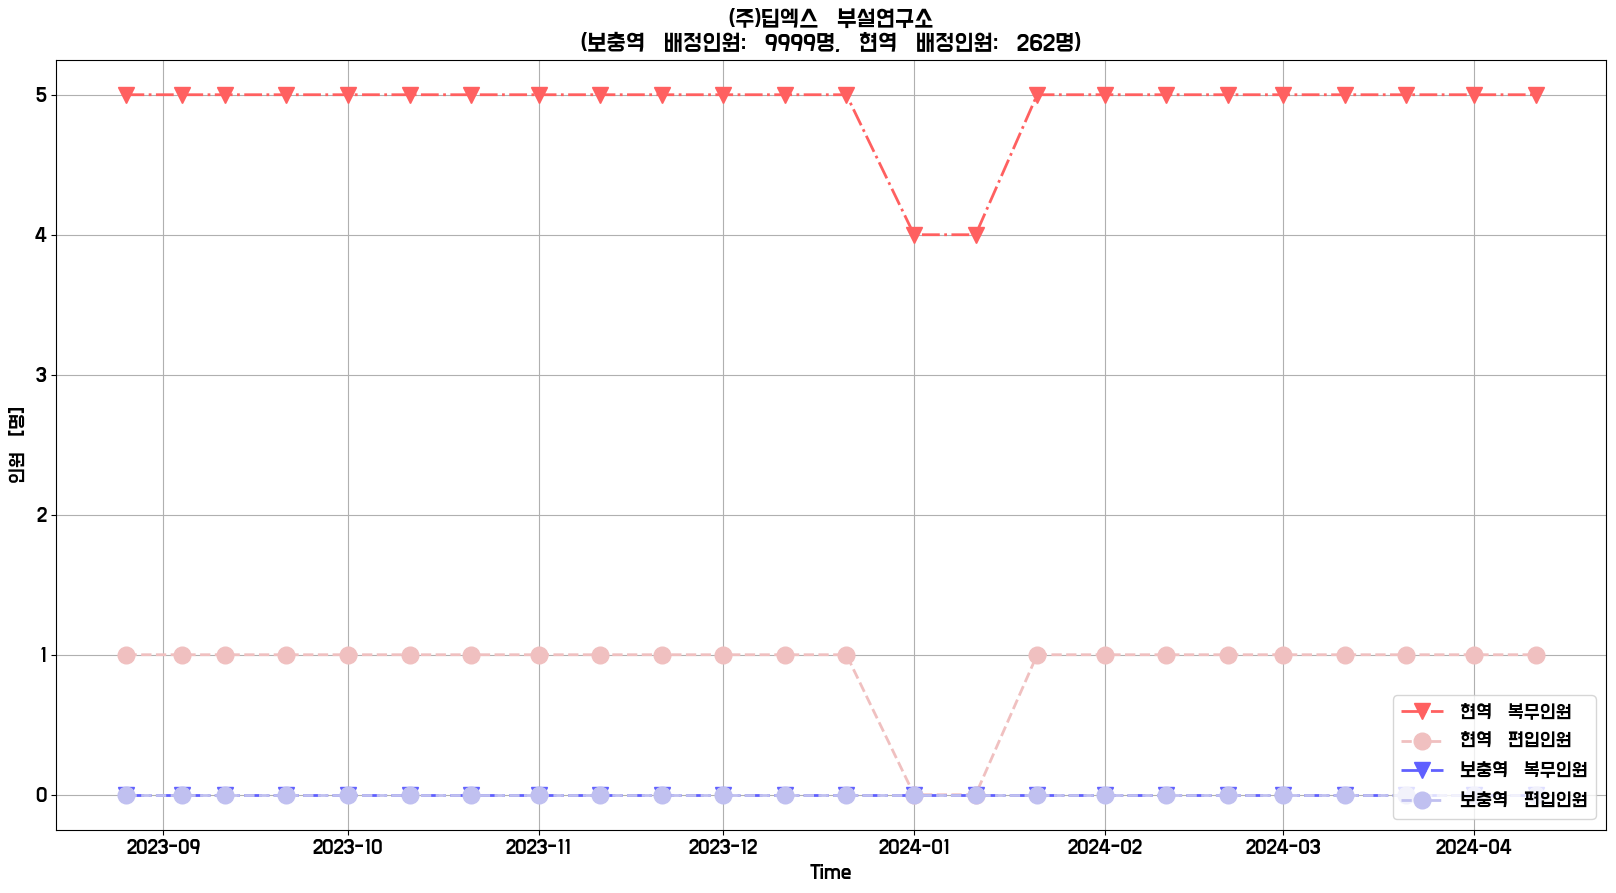 (주)딥엑스 부설연구소
(보충역 배정인원: 9999명, 현역 배정인원: 262명)
인원 [명]
5
4
3
2
1
0
현역 복무인원
현역 편입인원
보충역 복무인원
보충역 편입인원
2023-09 2023-10 2023-11 2023-12 2024-01 2024-02 2024-03 2024-04
Time